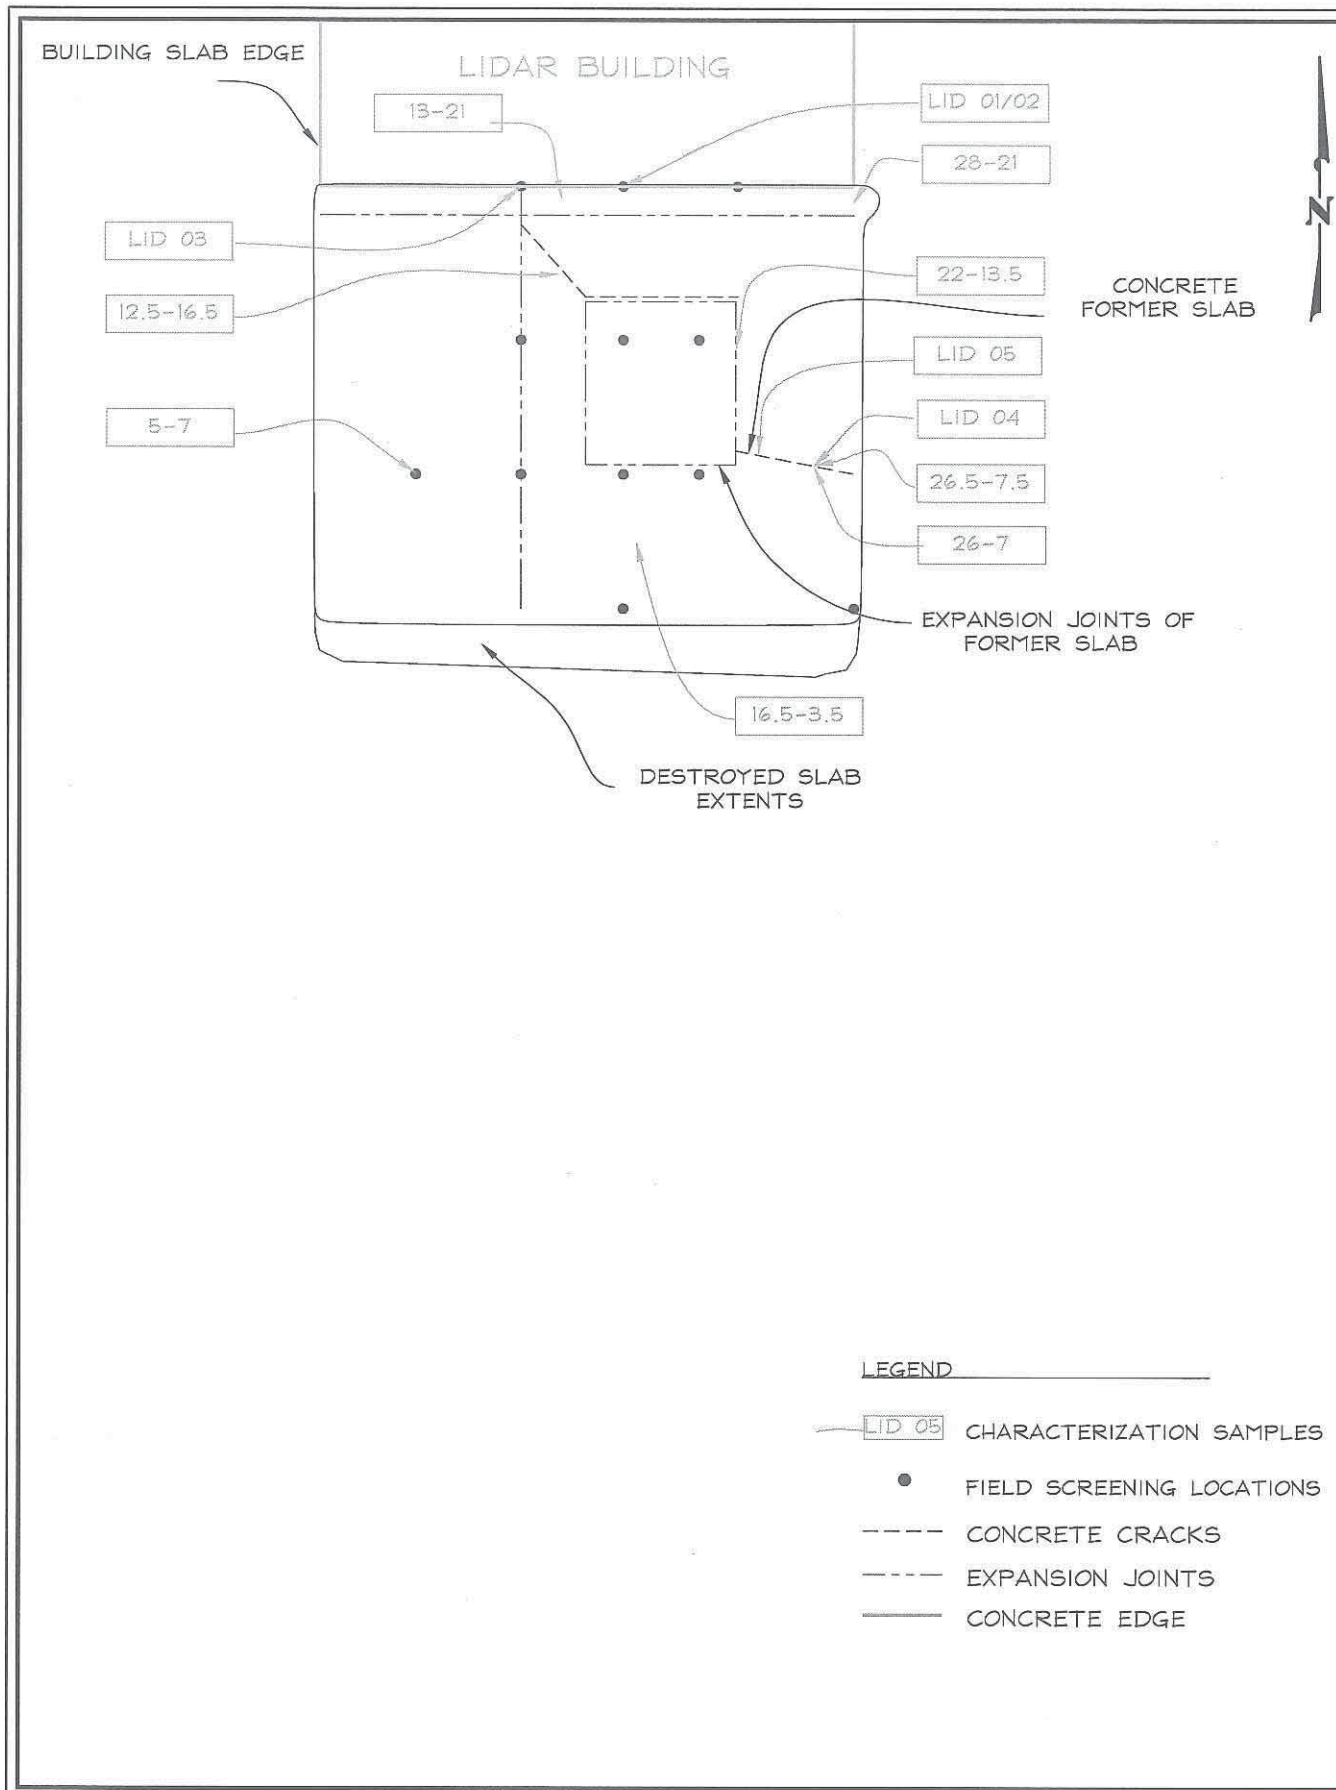 BUILDING SLAB EDGE
LIDAR BUILDING
13-21
LID 01/02
28-21
N
LID 03
22-13.5
CONCRETE
FORMER SLAB
12.5-16.5
LID 05
5-7
LID 04
26.5-7.5
26-7
EXPANSION JOINTS OF
FORMER SLAB
16.5-3.5
DESTROYED SLAB
EXTENTS
LEGEND
LID 05 CHARACTERIZATION SAMPLES
FIELD SCREENING LOCATIONS
CONCRETE CRACKS
EXPANSION JOINTS
CONCRETE EDGE